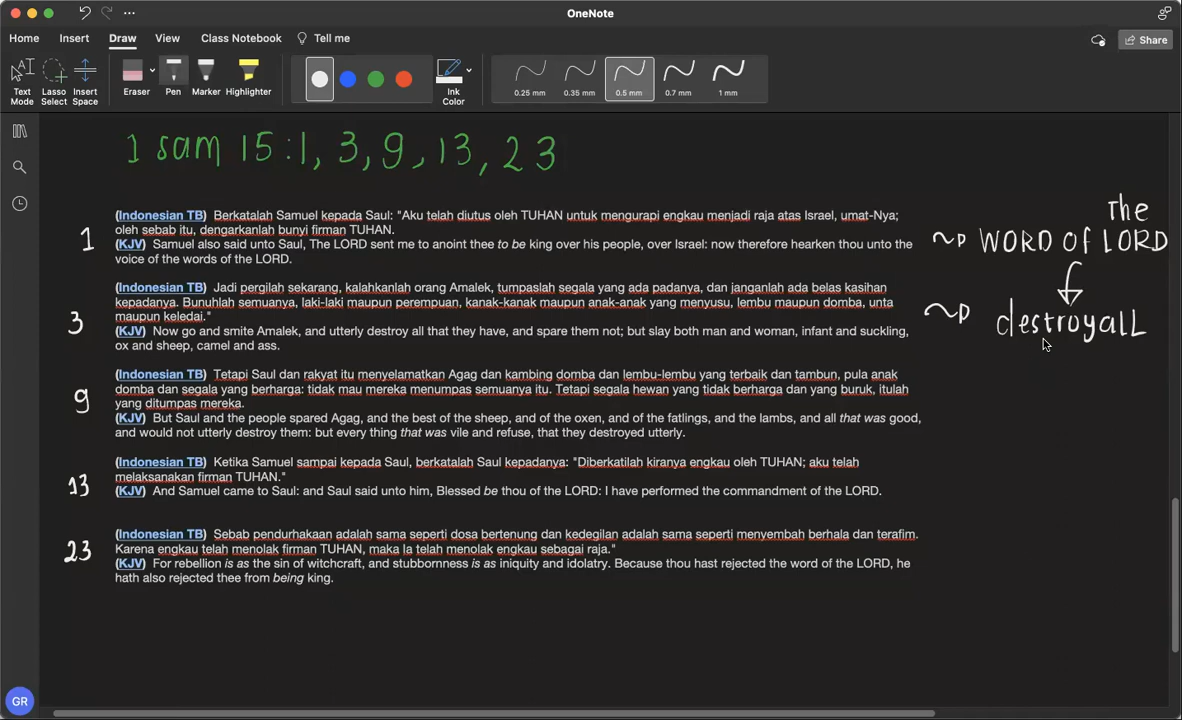 OneNote
Home Insert Draw View Class Notebook Tell me
Share
Text Mode
Lasso Select
Insert Space
Eraser
Pen
Marker
Highlighter
Ink Color
0.25 mm 0.35 mm 0.5 mm 0.7 mm 1 mm
1 sam 15:1, 3, 9, 13, 23
1
(Indonesian TB) Berkatalah Samuel kepada Saul: "Aku telah diutus oleh TUHAN untuk mengurapi engkau menjadi raja atas Israel, umat-Nya;
oleh sebab itu, dengarkanlah bunyi firman TUHAN.
(KJV) Samuel also said unto Saul, The LORD sent me to anoint thee to be king over his people, over Israel: now therefore hearken thou unto the
voice of the words of the LORD.
The
WORD OF LORD
3
(Indonesian TB) Jadi pergilah sekarang, kalahkanlah orang Amalek, tumpaslah segala yang ada padanya, dan janganlah ada belas kasihan
kepadanya. Bunuhlah semuanya, laki-laki maupun perempuan, kanak-kanak maupun anak-anak yang menyusu, lembu maupun domba, unta
maupun keledai."
(KJV) Now go and smite Amalek, and utterly destroy all that they have, and spare them not; but slay both man and woman, infant and suckling,
ox and sheep, camel and ass.
destroyall
9
(Indonesian TB) Tetapi Saul dan rakyat itu menyelamatkan Agag dan kambing domba dan lembu-lembu yang terbaik dan tambun, pula anak
domba dan segala yang berharga: tidak mau mereka menumpas semuanya itu. Tetapi segala hewan yang tidak berharga dan yang buruk, itulah
yang ditumpas mereka.
(KJV) But Saul and the people spared Agag, and the best of the sheep, and of the oxen, and of the fatlings, and the lambs, and all that was good,
and would not utterly destroy them: but every thing that was vile and refuse, that they destroyed utterly.
13
(Indonesian TB) Ketika Samuel sampai kepada Saul, berkatalah Saul kepadanya: "Diberkatilah kiranya engkau oleh TUHAN; aku telah
melaksanakan firman TUHAN."
(KJV) And Samuel came to Saul: and Saul said unto him, Blessed be thou of the LORD: I have performed the commandment of the LORD.
23
(Indonesian TB) Sebab pendurhakaan adalah sama seperti dosa bertenung dan kedegilan adalah sama seperti menyembah berhala dan terafim.
Karena engkau telah menolak firman TUHAN, maka Ia telah menolak engkau sebagai raja."
(KJV) For rebellion is as the sin of witchcraft, and stubbornness is as iniquity and idolatry. Because thou hast rejected the word of the LORD, he
hath also rejected thee from being king.
GR